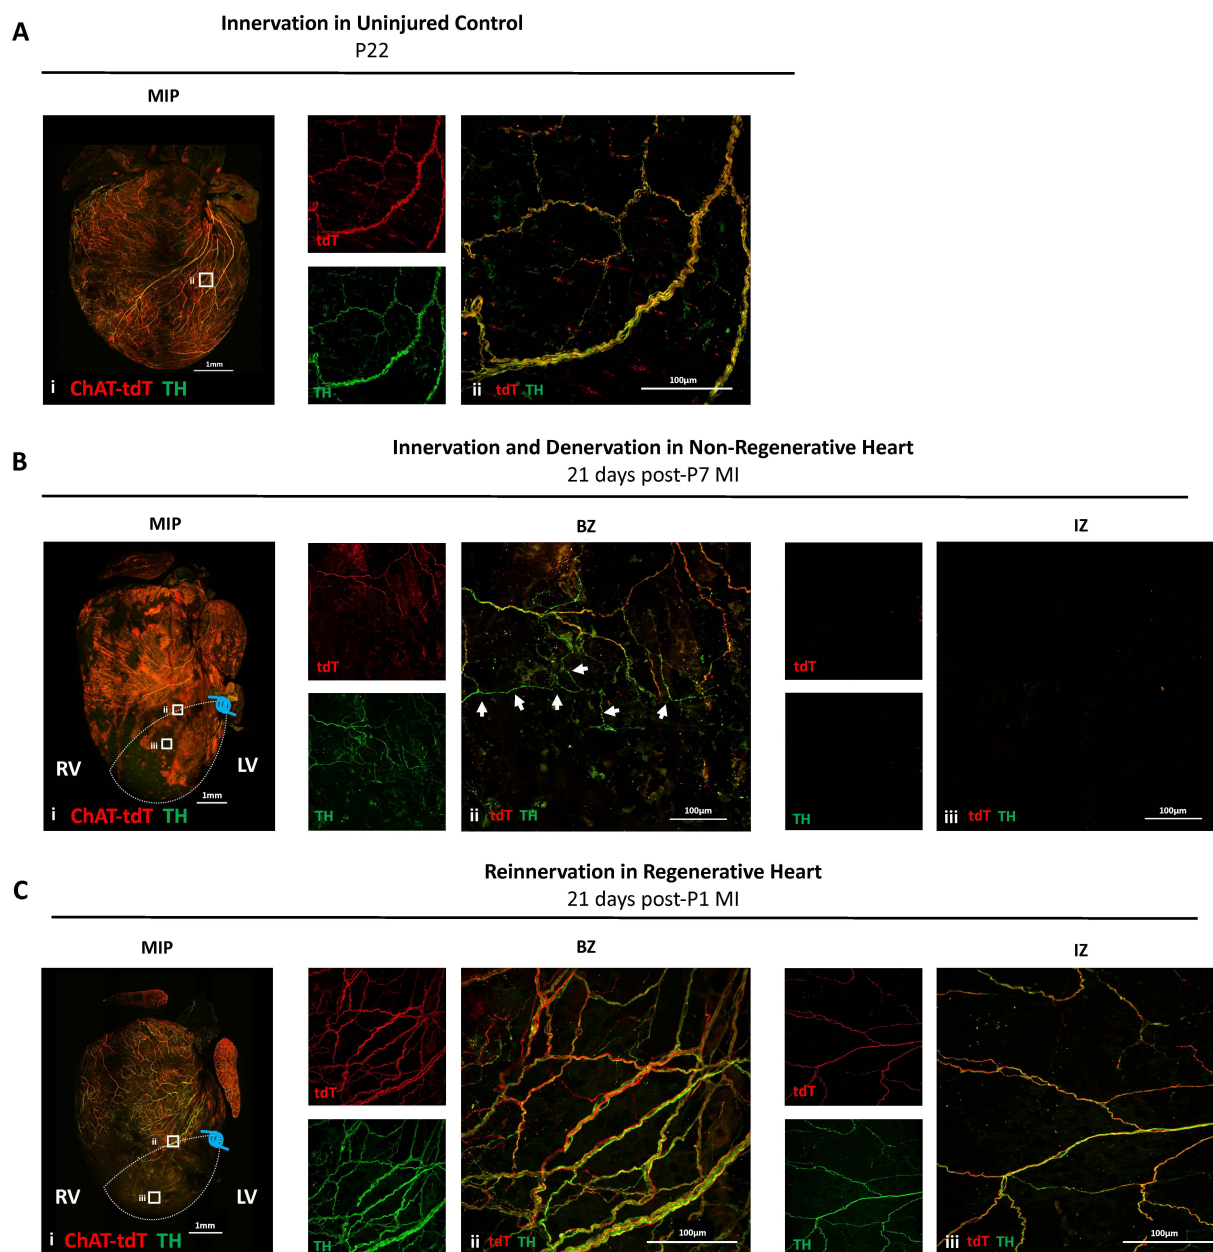 A
Innervation in Uninjured Control
P22
MIP
ii
1mm
i ChAT-tdT TH
tdT
TH
100μm
ii tdT TH
B
Innervation and Denervation in Non-Regenerative Heart
21 days post-P7 MI
MIP
BZ
IZ
ii
iii
RV
LV
1mm
i ChAT-tdT TH
tdT
TH
100μm
ii tdT TH
tdT
TH
100μm
iii tdT TH
C
Reinnervation in Regenerative Heart
21 days post-P1 MI
MIP
BZ
IZ
ii
iii
RV
LV
1mm
i ChAT-tdT TH
tdT
TH
100μm
ii tdT TH
tdT
TH
100μm
iii tdT TH